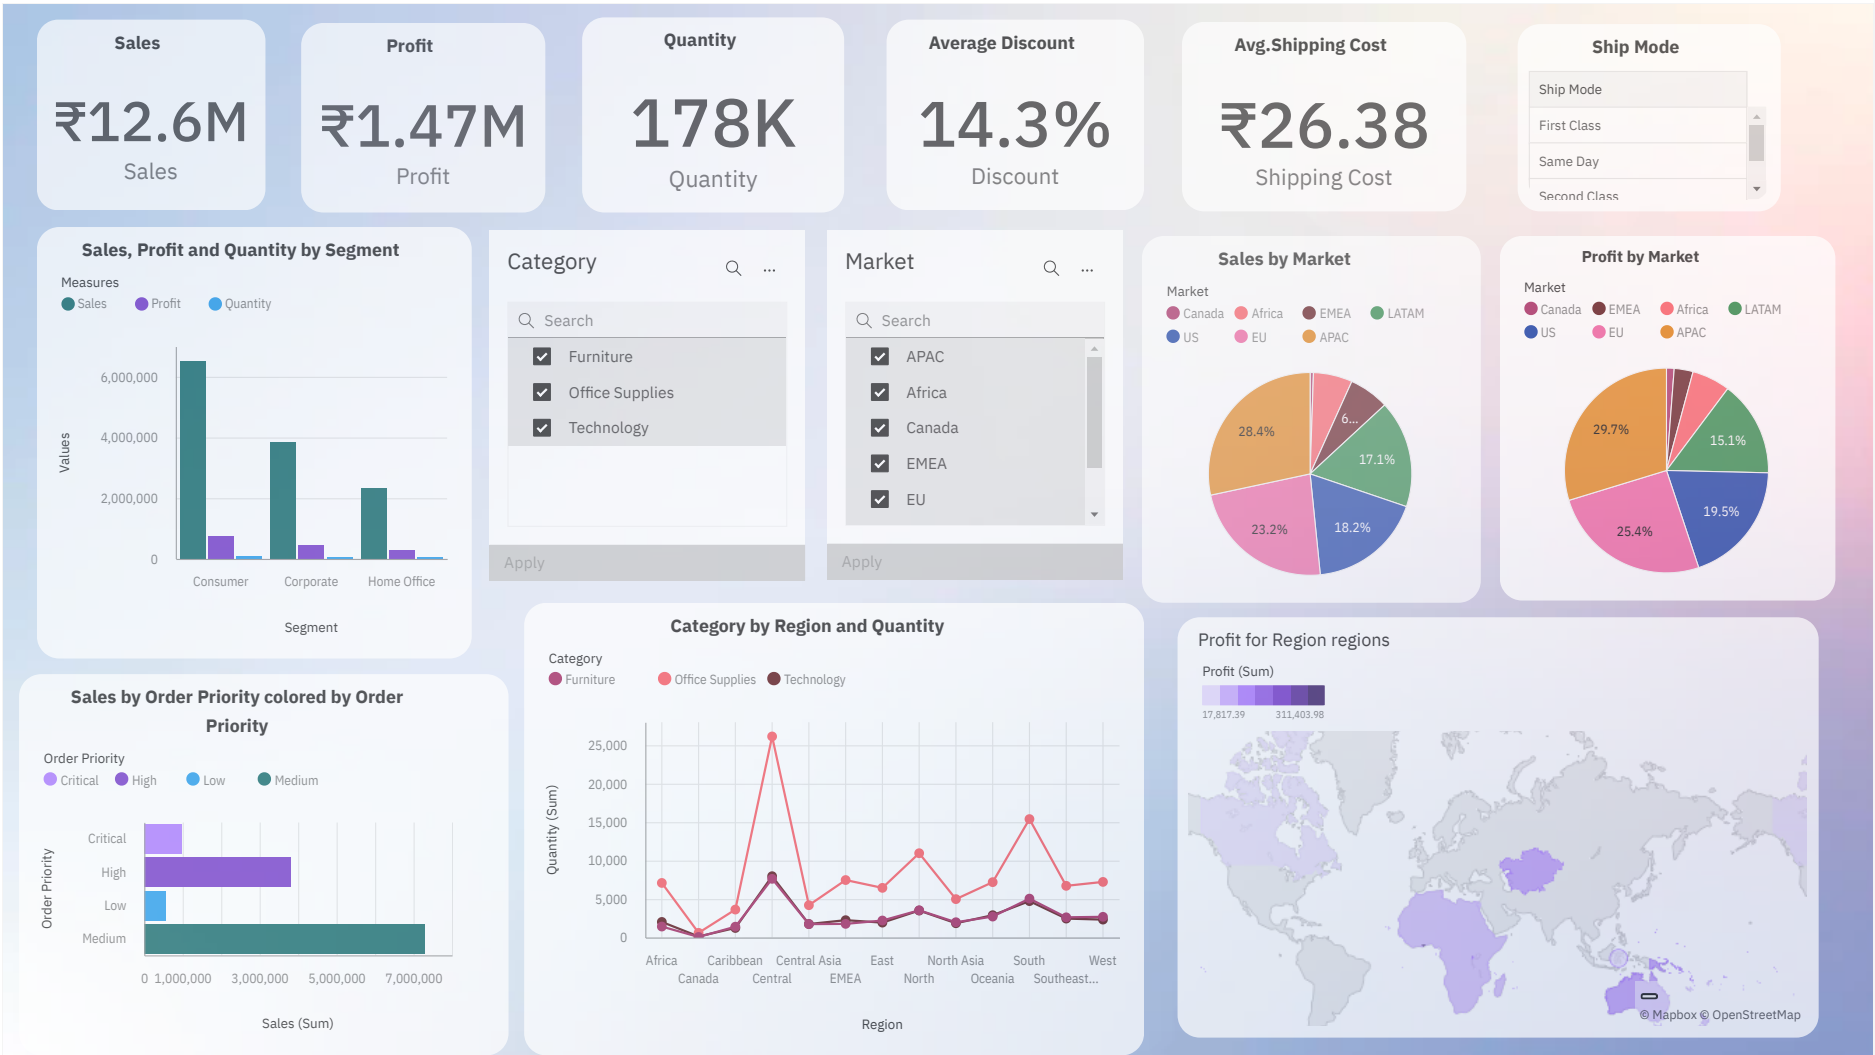 Sales
₹12.6M
Sales
Profit
₹1.47M
Profit
Quantity
178K
Quantity
Average Discount
14.3%
Discount
Avg.Shipping Cost
₹26.38
Shipping Cost
Ship Mode
Ship Mode
First Class
Same Day
Second Class
Sales, Profit and Quantity by Segment
Measures
Sales Profit Quantity
Values
6,000,000
4,000,000
2,000,000
0
Consumer Corporate Home Office
Segment
Category
...
Search
Furniture
Office Supplies
Technology
Apply
Market
...
Search
APAC
Africa
Canada
EMEA
EU
Apply
Sales by Market
Market
Canada Africa EMEA LATAM
US EU APAC
28.4%
6...
17.1%
23.2%
18.2%
Profit by Market
Market
Canada EMEA Africa LATAM
US EU APAC
29.7%
15.1%
25.4%
19.5%
Sales by Order Priority colored by Order
Priority
Order Priority
Critical High Low Medium
Order Priority
Critical
High
Low
Medium
0 1,000,000 3,000,000 5,000,000 7,000,000
Sales (Sum)
Category by Region and Quantity
Category
Furniture Office Supplies Technology
Quantity (Sum)
25,000
20,000
15,000
10,000
5,000
0
Africa Caribbean Central Asia East North Asia South West
Canada Central EMEA North Oceania Southeast...
Region
Profit for Region regions
Profit (Sum)
17,817.39 311,403.98
© Mapbox © OpenStreetMap